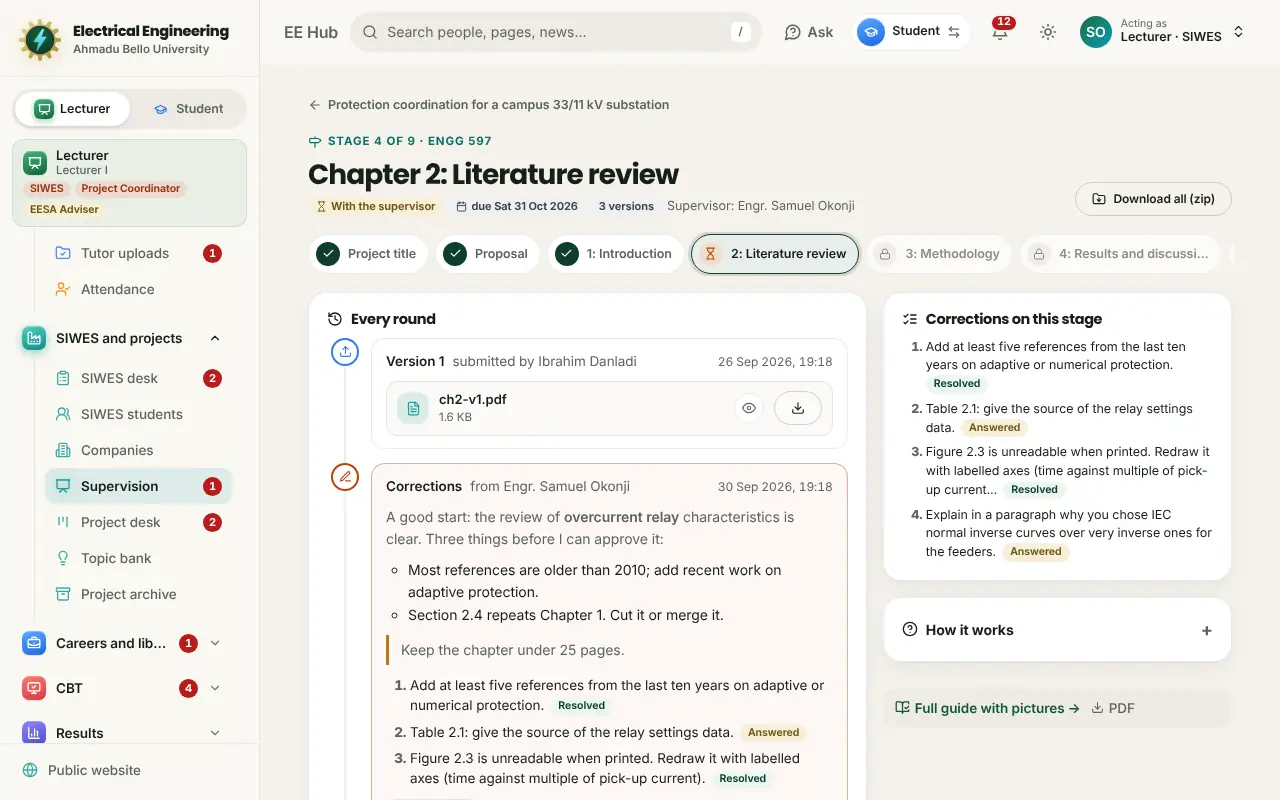 Electrical Engineering
Ahmadu Bello University
EE Hub
Search people, pages, news...
/
Ask
Student
12
SO
Acting as
Lecturer · SIWES
Lecturer
Student
Lecturer
Lecturer I
SIWES
Project Coordinator
EESA Adviser
Tutor uploads
1
Attendance
SIWES and projects
SIWES desk
2
SIWES students
Companies
Supervision
1
Project desk
2
Topic bank
Project archive
Careers and lib...
1
CBT
4
Results
Public website
← Protection coordination for a campus 33/11 kV substation
STAGE 4 OF 9 · ENGG 597
Chapter 2: Literature review
With the supervisor
due Sat 31 Oct 2026
3 versions
Supervisor: Engr. Samuel Okonji
Download all (zip)
Project title
Proposal
1: Introduction
2: Literature review
3: Methodology
4: Results and discussi...
Every round
Version 1 submitted by Ibrahim Danladi
26 Sep 2026, 19:18
ch2-v1.pdf
1.6 KB
Corrections from Engr. Samuel Okonji
30 Sep 2026, 19:18
A good start: the review of overcurrent relay characteristics is
clear. Three things before I can approve it:
Most references are older than 2010; add recent work on
adaptive protection.
Section 2.4 repeats Chapter 1. Cut it or merge it.
Keep the chapter under 25 pages.
1. Add at least five references from the last ten years on adaptive or
numerical protection. Resolved
2. Table 2.1: give the source of the relay settings data. Answered
3. Figure 2.3 is unreadable when printed. Redraw it with labelled
axes (time against multiple of pick-up current). Resolved
Corrections on this stage
1. Add at least five references from the last ten
years on adaptive or numerical protection.
Resolved
2. Table 2.1: give the source of the relay settings
data. Answered
3. Figure 2.3 is unreadable when printed. Redraw it
with labelled axes (time against multiple of pick-
up current... Resolved
4. Explain in a paragraph why you chose IEC
normal inverse curves over very inverse ones for
the feeders. Answered
How it works
+
Full guide with pictures →
PDF